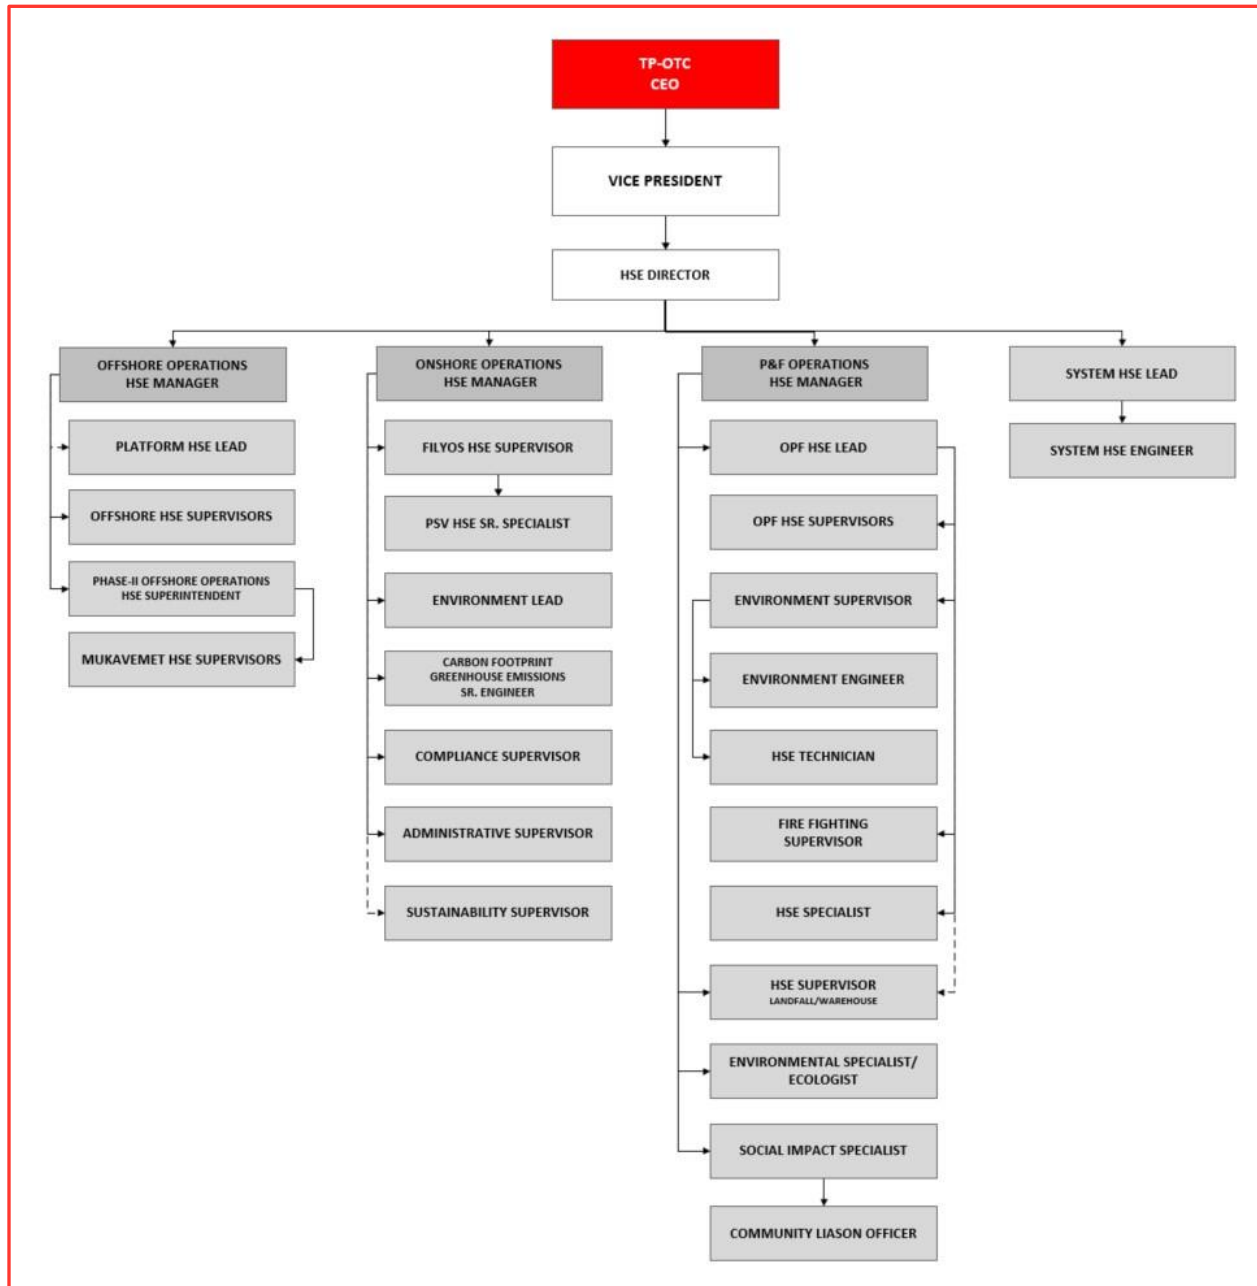 TP-OTC
CEO
VICE PRESIDENT
HSE DIRECTOR
OFFSHORE OPERATIONS
HSE MANAGER
PLATFORM HSE LEAD
OFFSHORE HSE SUPERVISORS
PHASE-II OFFSHORE OPERATIONS
HSE SUPERINTENDENT
MUKAVEMET HSE SUPERVISORS
ONSHORE OPERATIONS
HSE MANAGER
FILYOS HSE SUPERVISOR
PSV HSE SR. SPECIALIST
ENVIRONMENT LEAD
CARBON FOOTPRINT
GREENHOUSE EMISSIONS
SR. ENGINEER
COMPLIANCE SUPERVISOR
ADMINISTRATIVE SUPERVISOR
SUSTAINABILITY SUPERVISOR
P&F OPERATIONS
HSE MANAGER
OPF HSE LEAD
OPF HSE SUPERVISORS
ENVIRONMENT SUPERVISOR
ENVIRONMENT ENGINEER
HSE TECHNICIAN
FIRE FIGHTING
SUPERVISOR
HSE SPECIALIST
HSE SUPERVISOR
LANDFALL/WAREHOUSE
ENVIRONMENTAL SPECIALIST/
ECOLOGIST
SOCIAL IMPACT SPECIALIST
COMMUNITY LIASON OFFICER
SYSTEM HSE LEAD
SYSTEM HSE ENGINEER